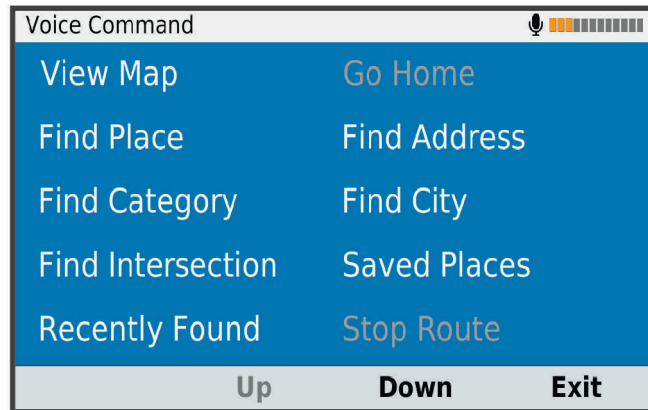 Voice Command
View Map Go Home
Find Place Find Address
Find Category Find City
Find Intersection Saved Places
Recently Found Stop Route
Up Down Exit